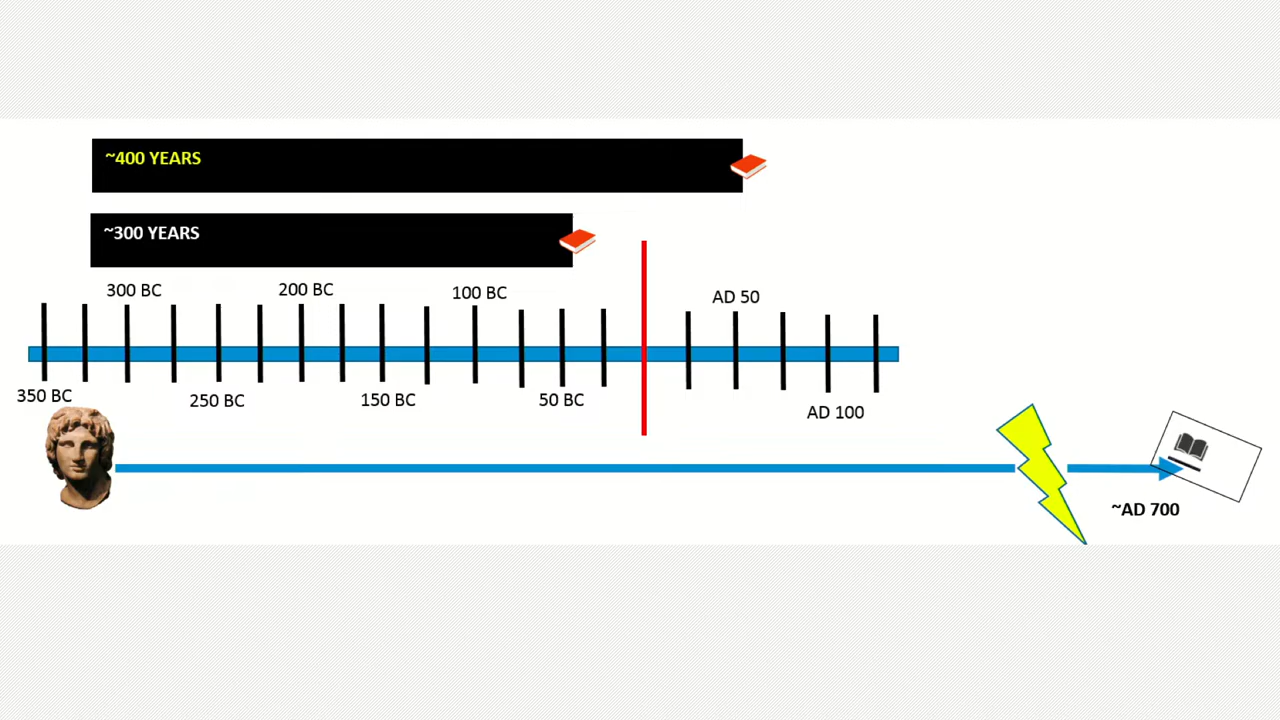 ~400 YEARS
~300 YEARS
300 BC
200 BC
100 BC
AD 50
350 BC
250 BC
150 BC
50 BC
AD 100
~AD 700